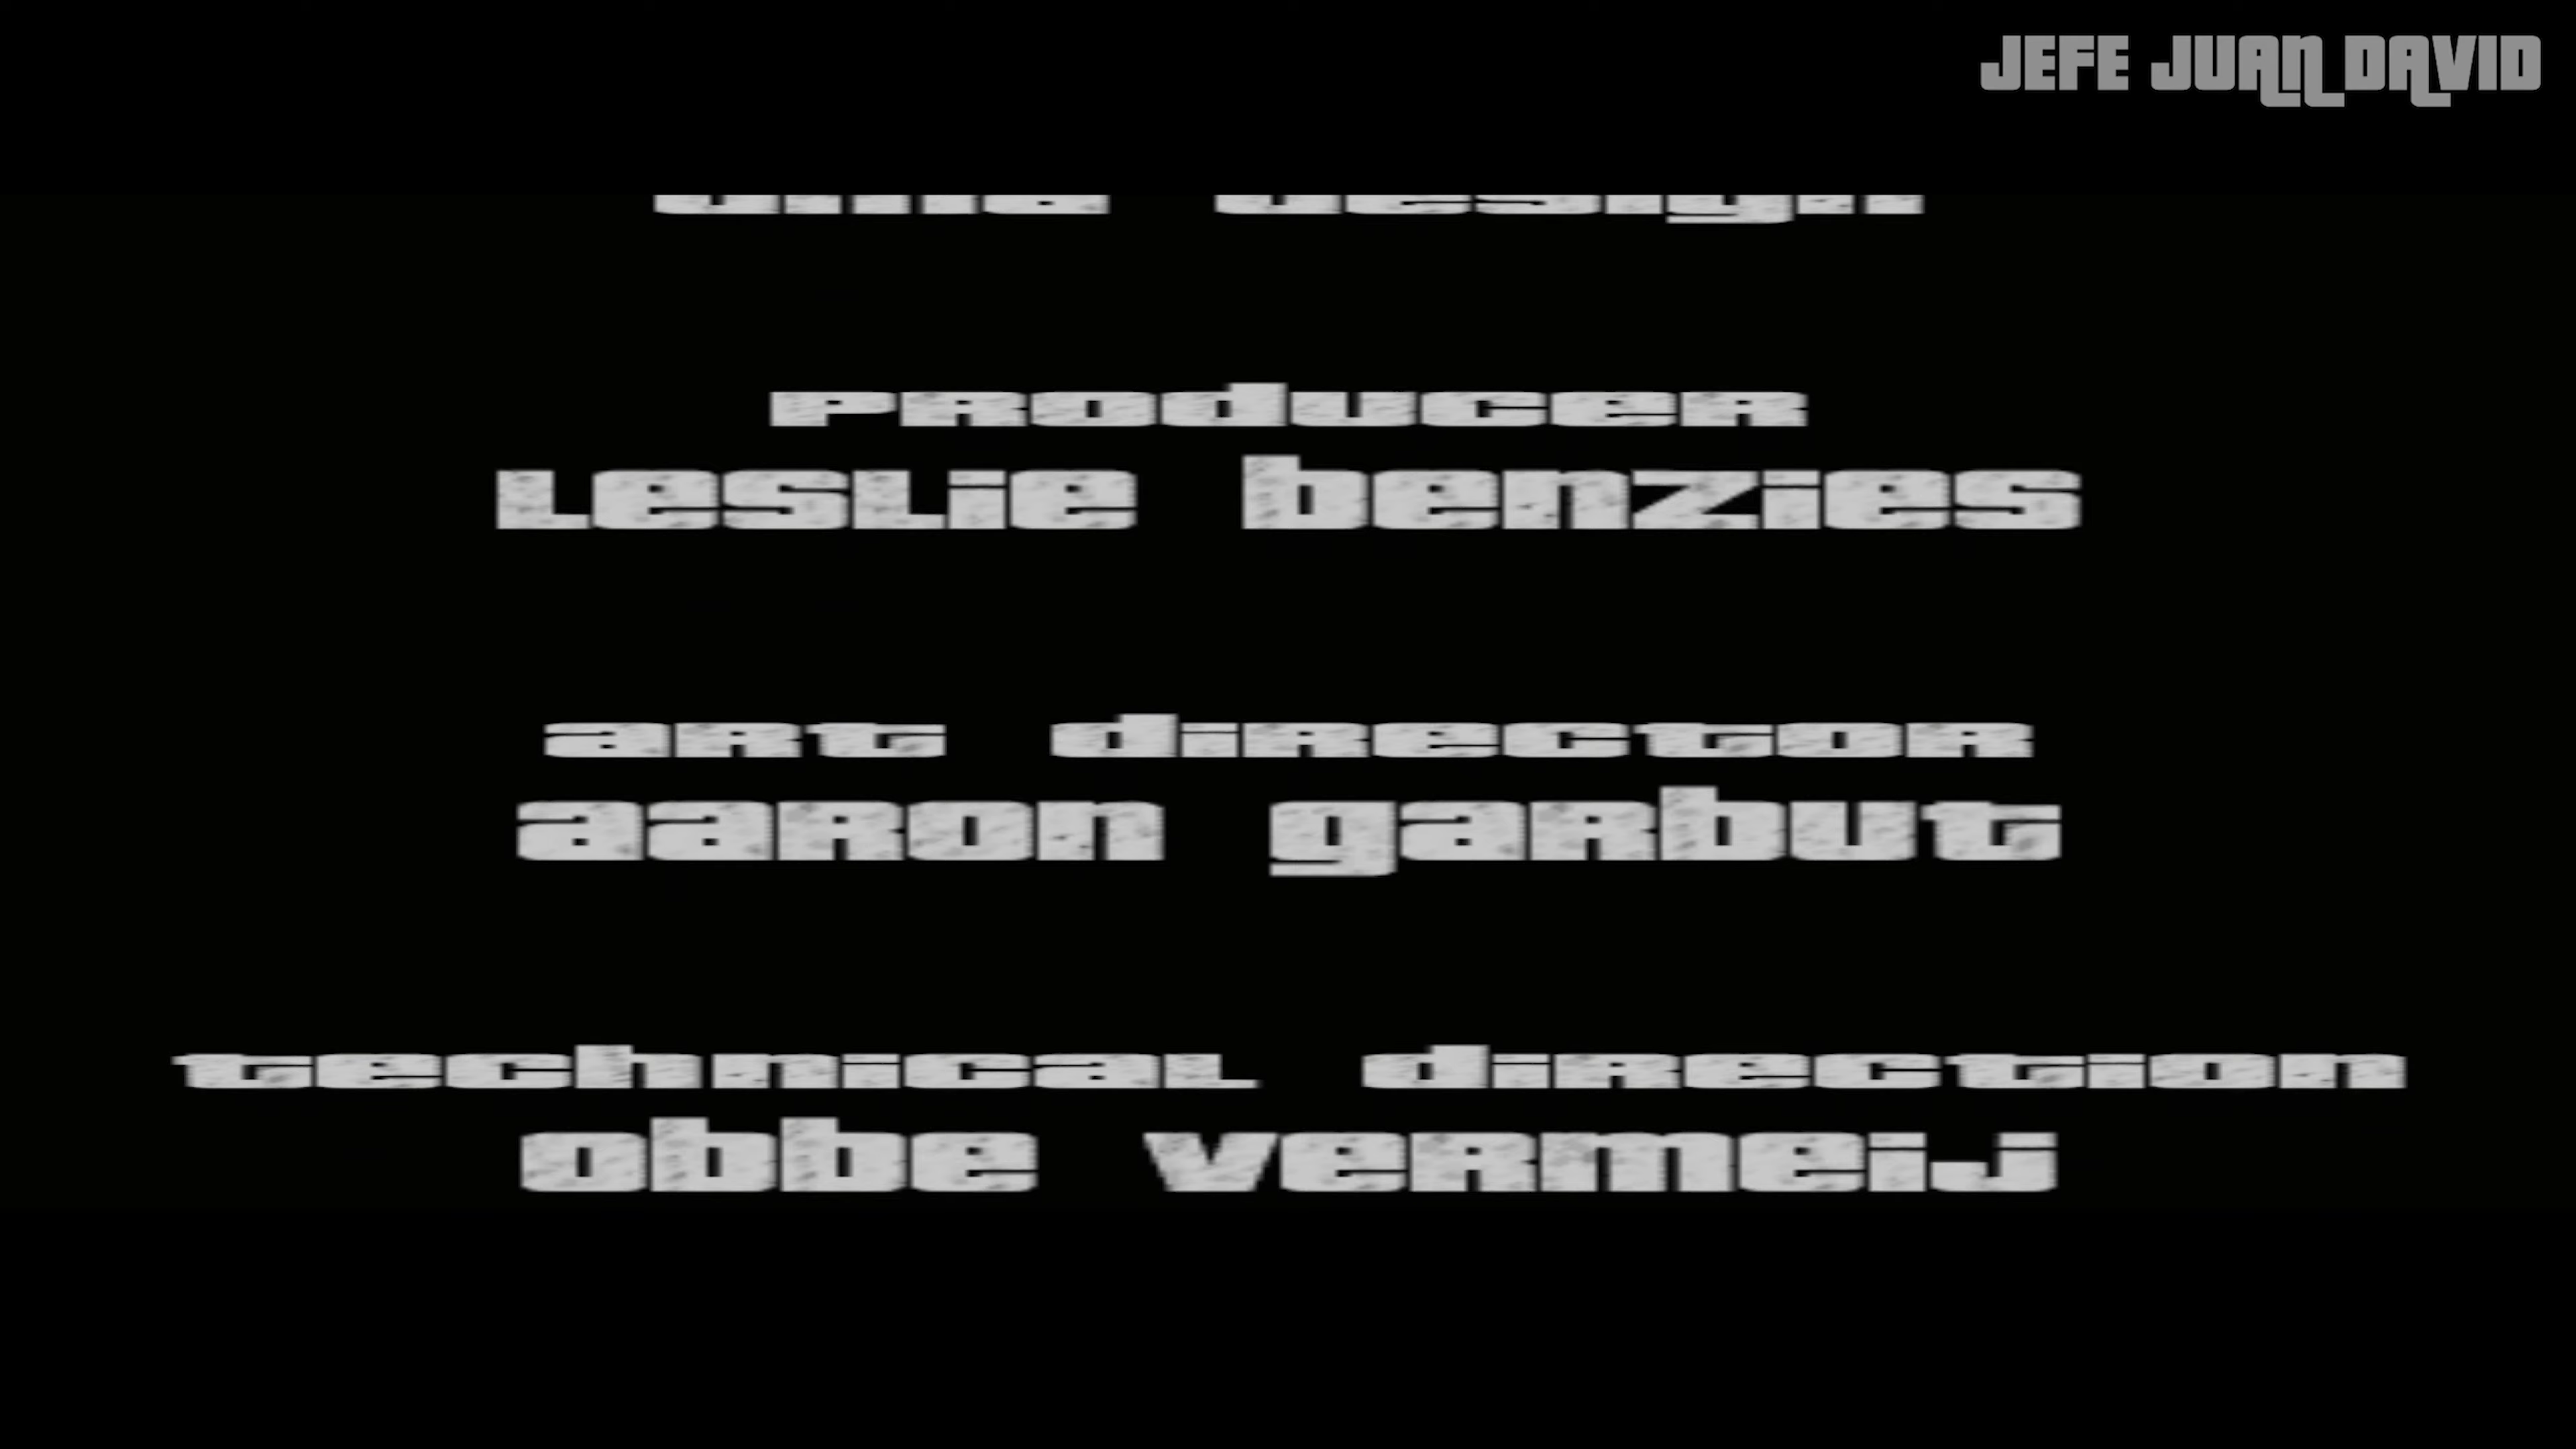 JEFE JUAN DAVID
PRODUCER
LESLIE BENZIES
ART DIRECTOR
AARON GARBUT
TECHNICAL DIRECTION
OBBE VERMEIJ